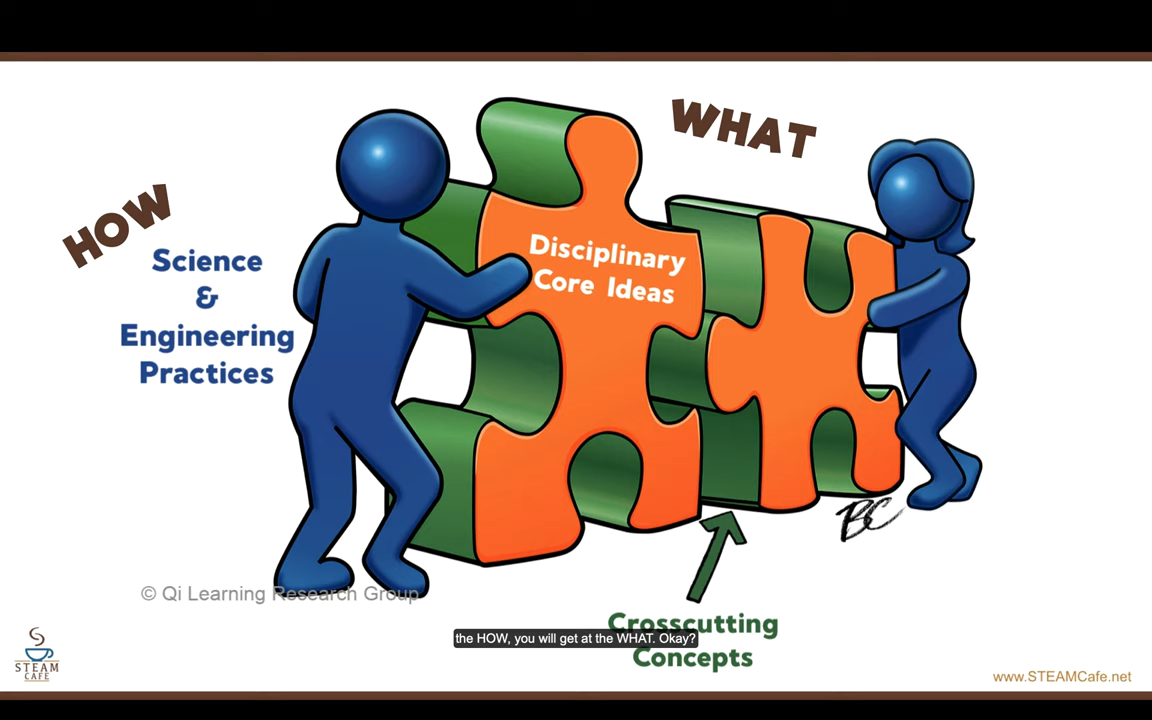 WHAT
HOW
Science
&
Engineering
Practices
Disciplinary
Core Ideas
BC
© Qi Learning Research Group
Crosscutting
the HOW, you will get at the WHAT. Okay?
Concepts
STEAM
CAFE
www.STEAMCafe.net